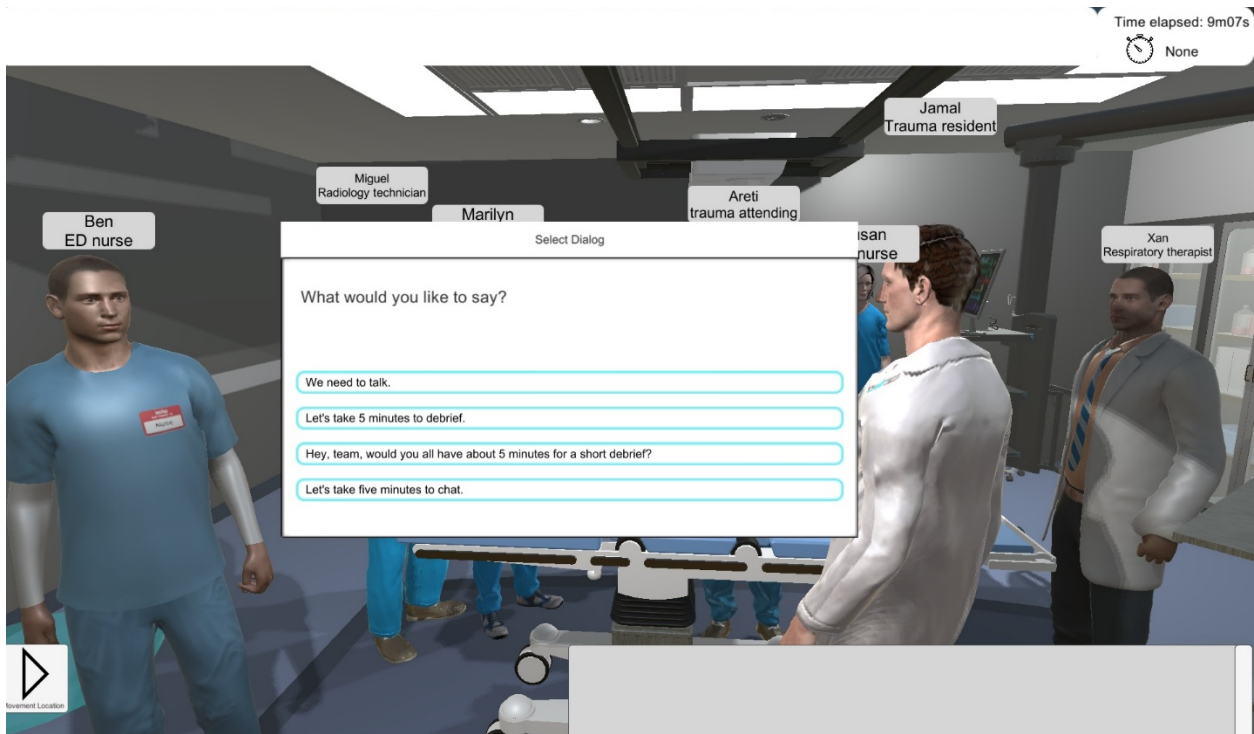 Time elapsed: 9m07s
None
Jamal
Trauma resident
Miguel
Radiology technician
Areti
trauma attending
Marilyn
Ben
ED nurse
usan
nurse
Xan
Respiratory therapist
Select Dialog
What would you like to say?
We need to talk.
Let's take 5 minutes to debrief.
Hey, team, would you all have about 5 minutes for a short debrief?
Let's take five minutes to chat.
Movement Location